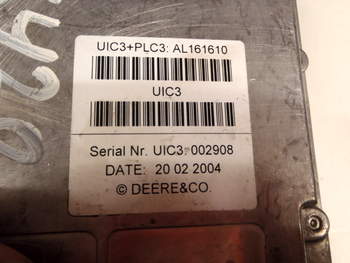 UIC3+PLC3: AL161610
UIC3
Serial Nr. UIC3 002908
DATE: 20 02 2004
© DEERE&CO.